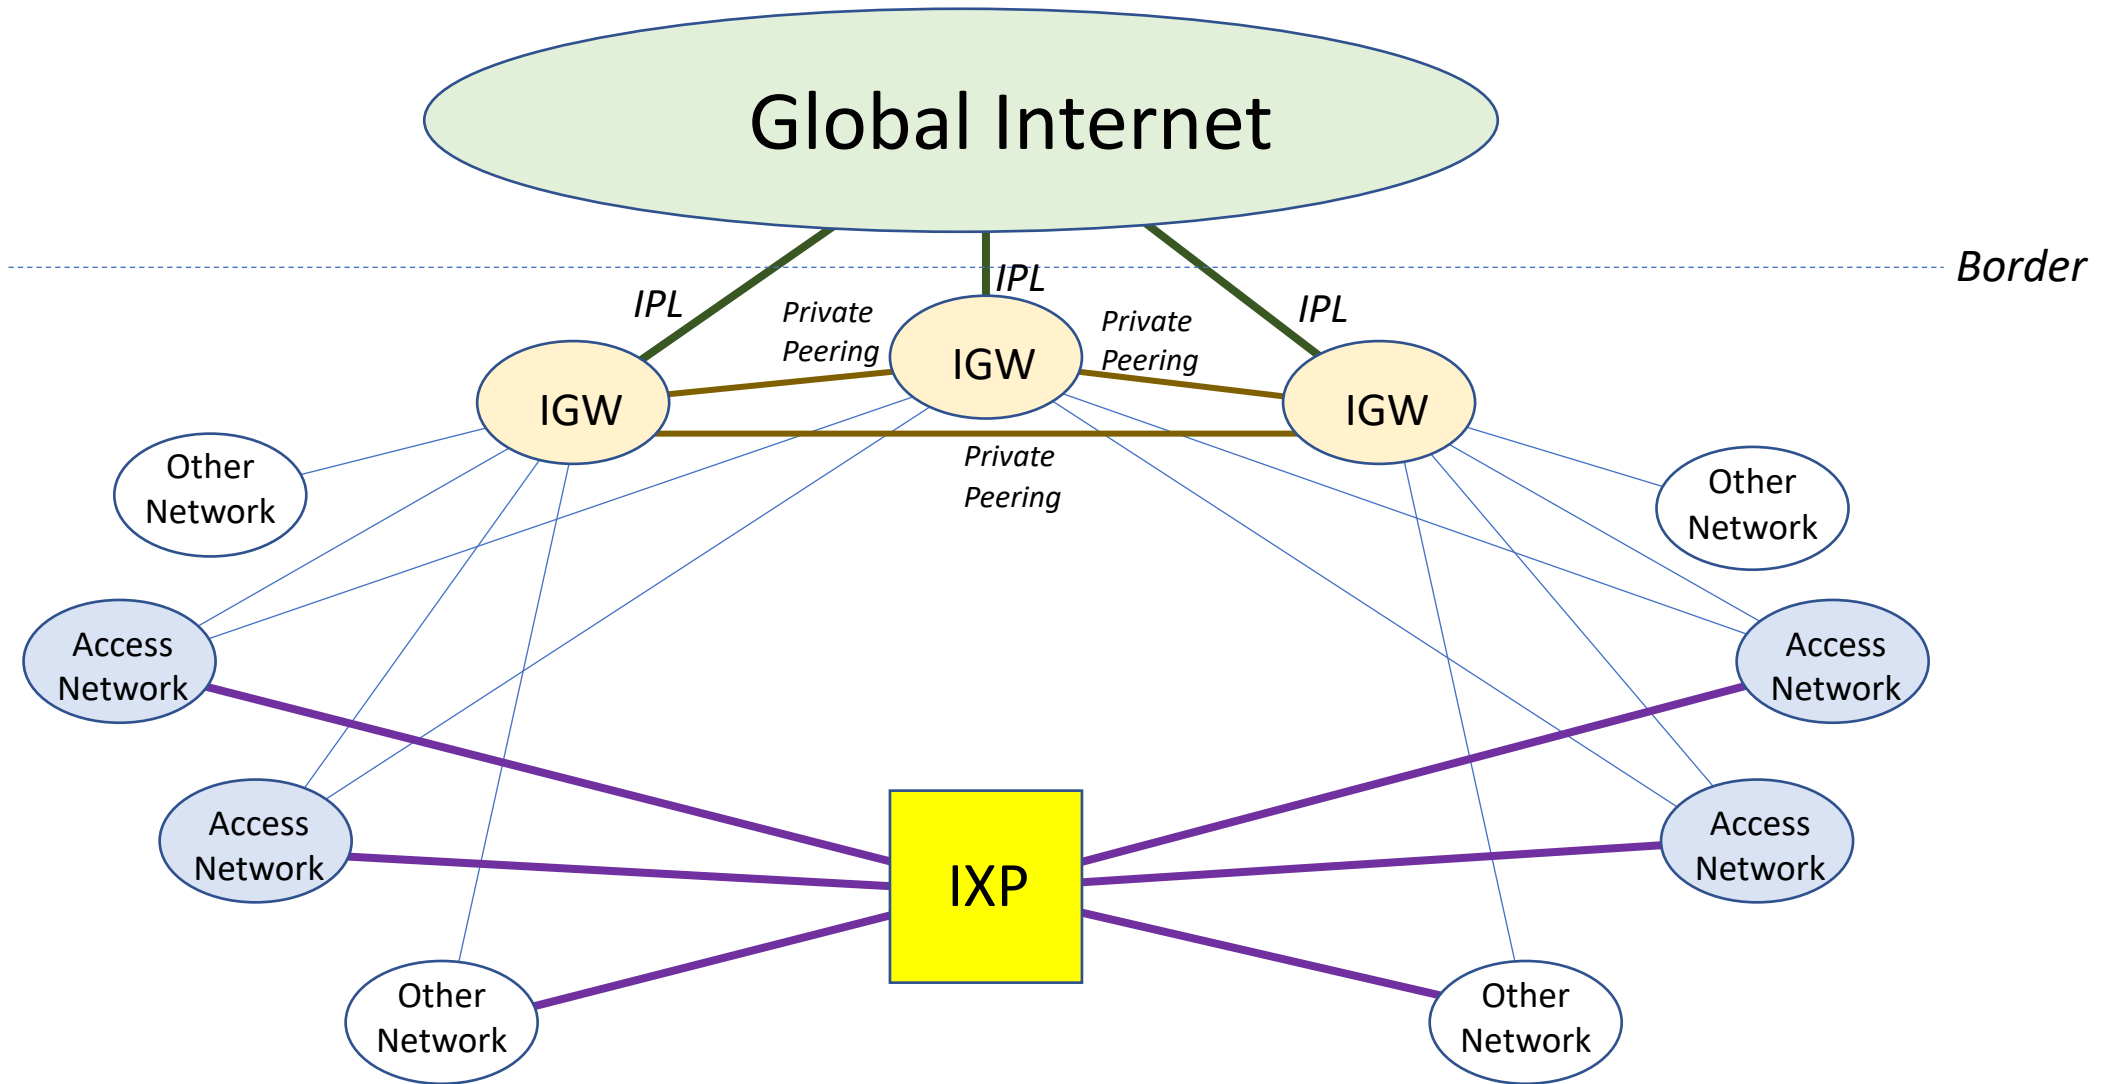 Global Internet
Border
IPL
IPL
IPL
Private
Peering
Private
Peering
IGW
IGW
IGW
Private
Peering
Other
Network
Other
Network
Access
Network
Access
Network
Access
Network
Access
Network
IXP
Other
Network
Other
Network